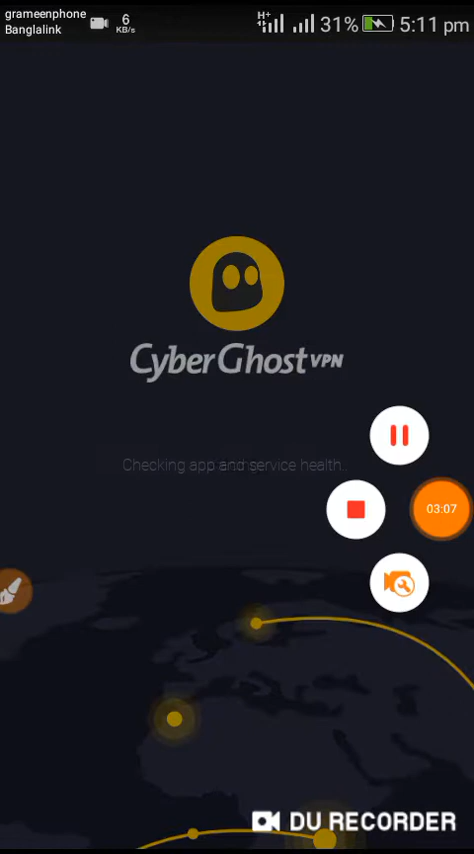 grameenphone
Banglalink
6
KB/s
H+
31%
5:11 pm
CyberGhost VPN
Checking app and service health.
03:07
DU RECORDER